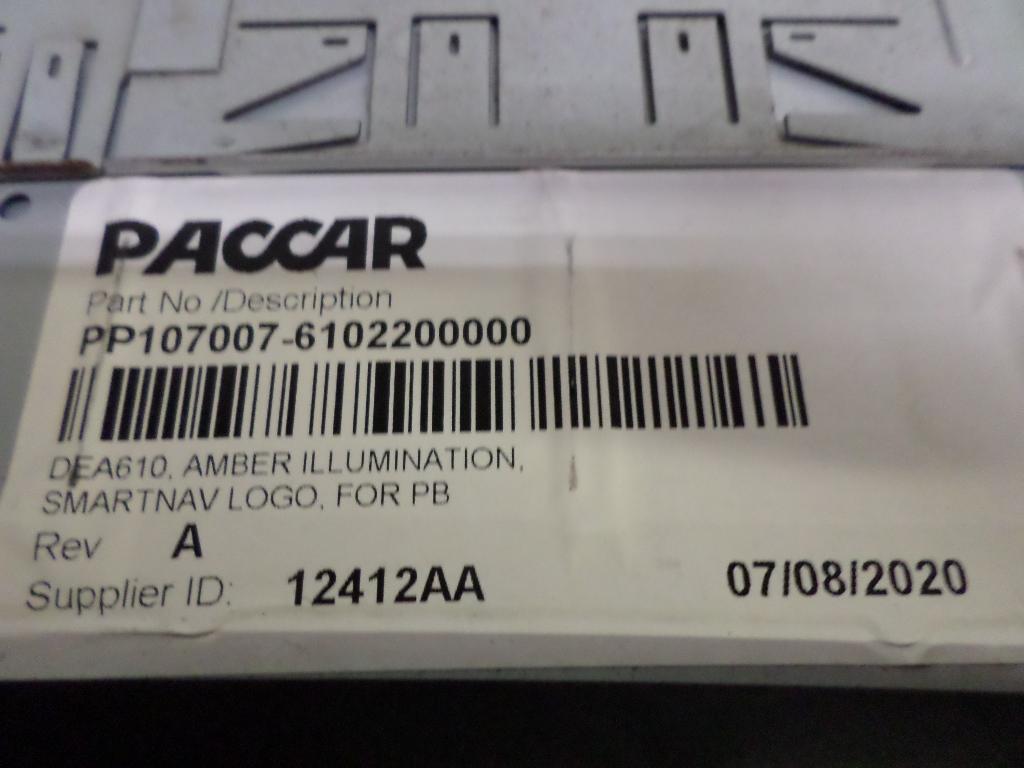 PACCAR
Part No /Description
PP107007-6102200000
DEA610, AMBER ILLUMINATION,
SMARTNAV LOGO, FOR PB
Rev A
Supplier ID: 12412AA 07/08/2020